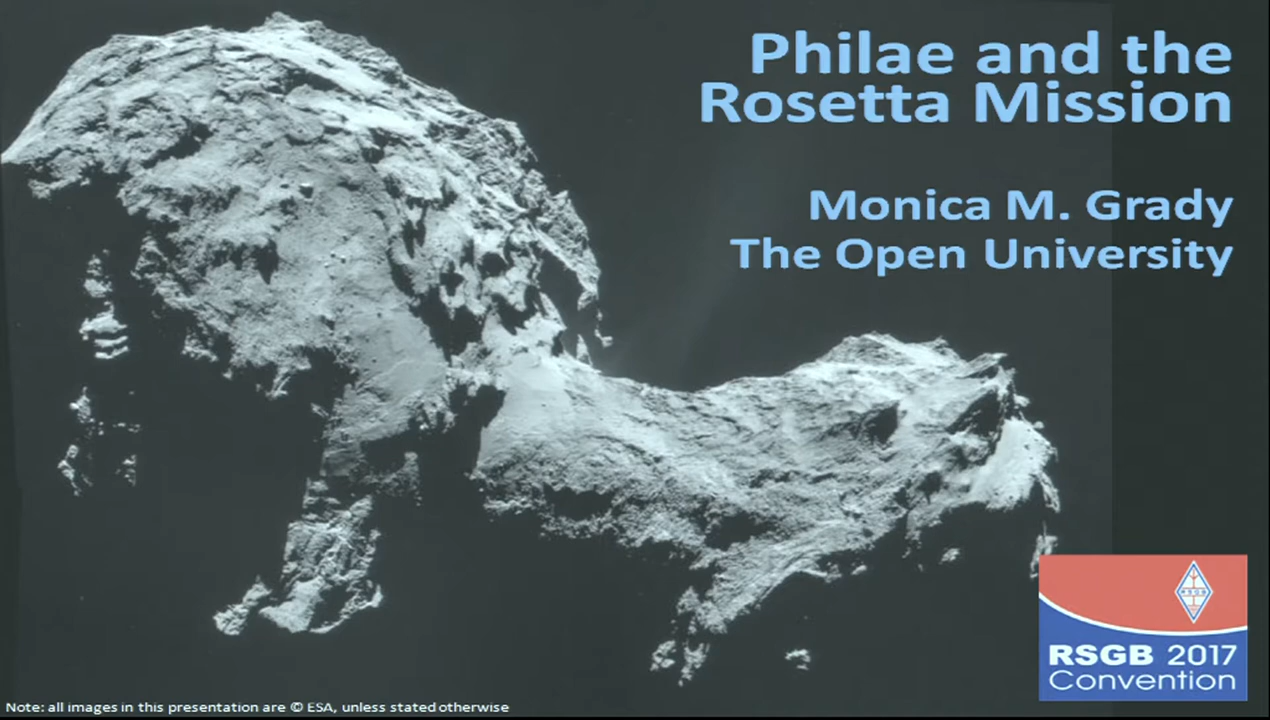 Philae and the
Rosetta Mission
Monica M. Grady
The Open University
RSGB
RSGB 2017
Convention
Note: all images in this presentation are © ESA, unless stated otherwise